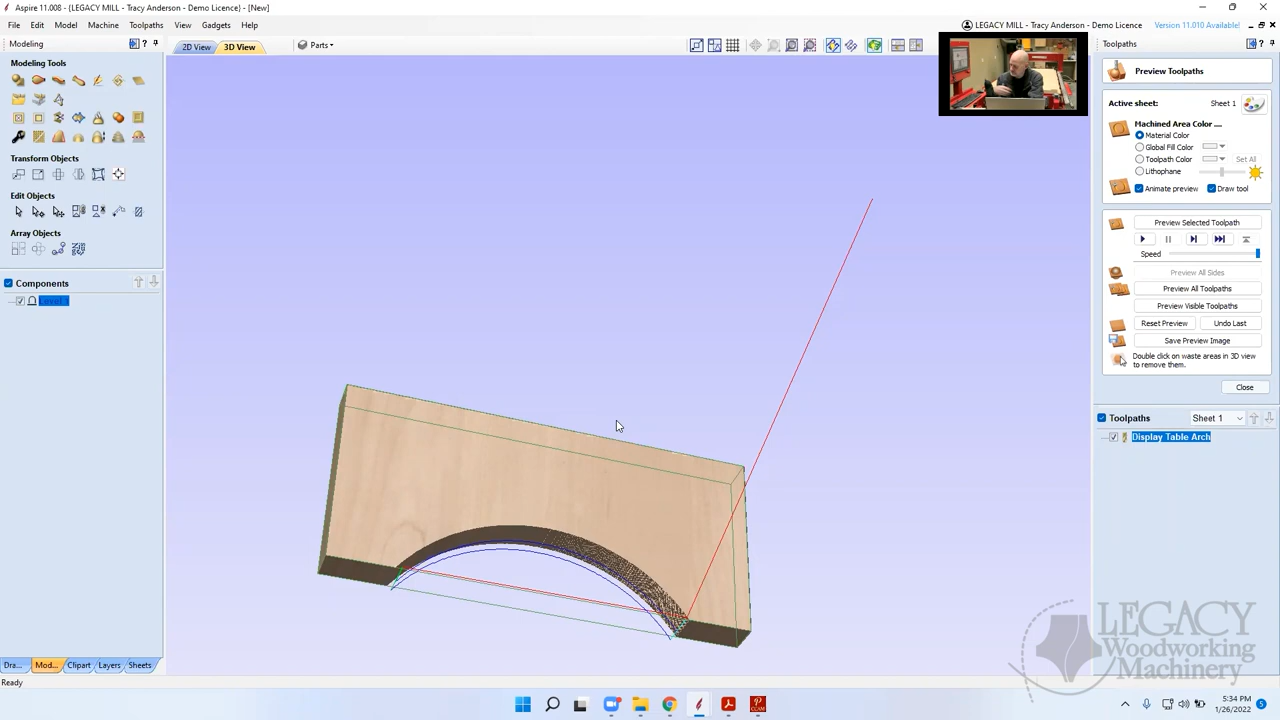 Aspire 11.008 - Tracy Anderson - Demo Licence - [New]
File Edit Model Machine Toolpaths View Gadgets Help
LEGACY MILL - Tracy Anderson - Demo Licence Version 11.010 Available!
Modeling
2D View 3D View Parts
Toolpaths
Modeling Tools
Transform Objects
Edit Objects
Array Objects
Components
Level 1
Preview Toolpaths
Active sheet: Sheet 1
Machined Area Color ....
Material Color
Global Fill Color
Toolpath Color Set All
Lithophane
Animate preview Draw tool
Preview Selected Toolpath
Speed
Preview All Sides
Preview All Toolpaths
Preview Visible Toolpaths
Reset Preview Undo Last
Save Preview Image
Double click on waste areas in 3D view
to remove them.
Close
Toolpaths Sheet 1
Display Table Arch
LEGACY
Woodworking
Machinery
Dra... Mod... Clipart Layers Sheets
Ready
5:34 PM
1/26/2022
5